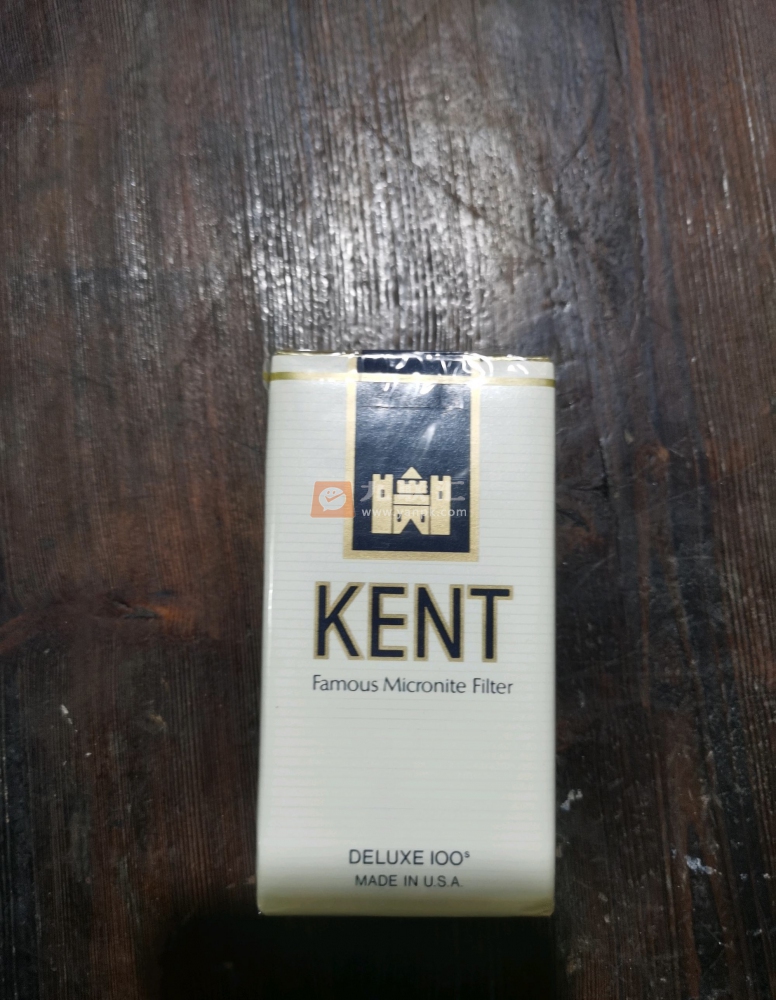 KENT
Famous Micronite Filter
DELUXE 100s
MADE IN U.S.A.